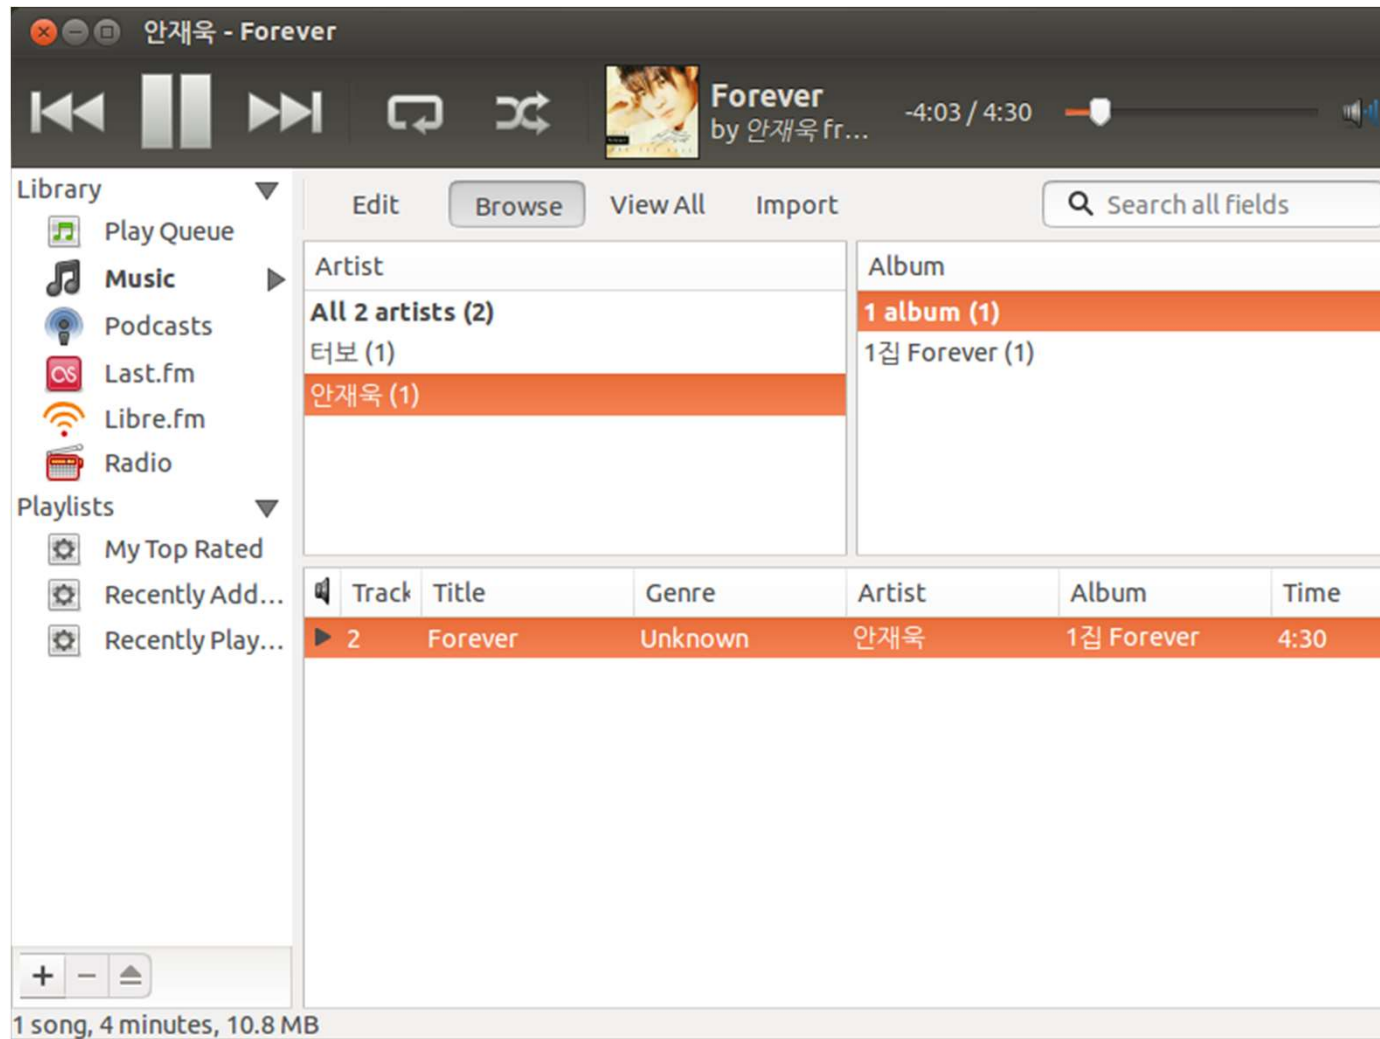 안재욱 - Forever
Forever
by 안재욱 fr...
-4:03 / 4:30
Library
Play Queue
Music
Podcasts
Last.fm
Libre.fm
Radio
Playlists
My Top Rated
Recently Add...
Recently Play...
Edit Browse View All Import
Search all fields
Artist
All 2 artists (2)
터보 (1)
안재욱 (1)
Album
1 album (1)
1집 Forever (1)
Track Title Genre Artist Album Time
2 Forever Unknown 안재욱 1집 Forever 4:30
1 song, 4 minutes, 10.8 MB